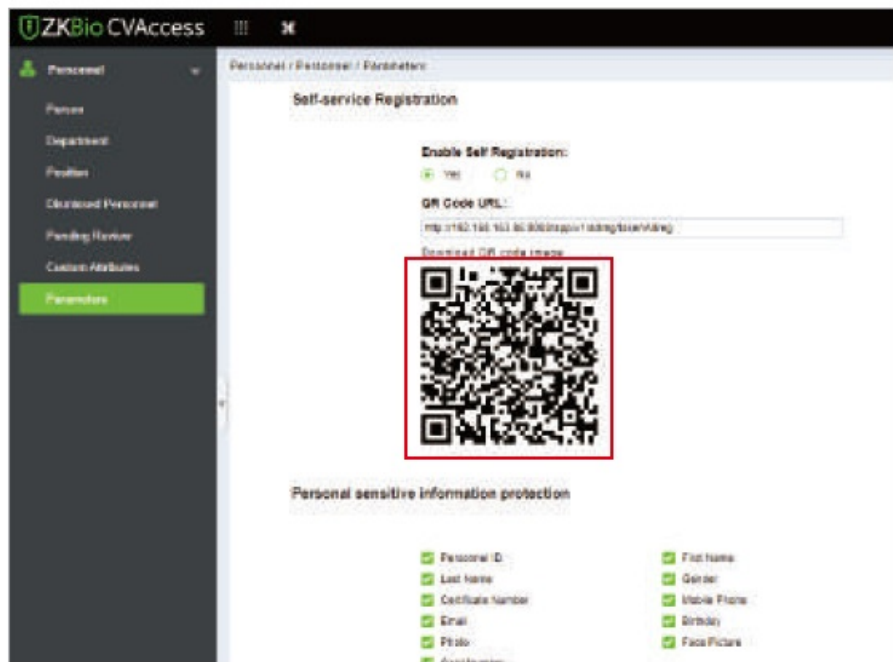 ZKBio CVAccess
Personnel
Personnel / Personnel / Parameters
Person
Department
Position
Dismissed Personnel
Pending Review
Custom Attributes
Parameters
Self-service Registration
Enable Self Registration:
Yes No
QR Code URL:
Download QR code image
Personal sensitive information protection
Personnel ID First Name
Last Name Gender
Certificate Number Mobile Phone
Email Birthday
Photo Face Picture